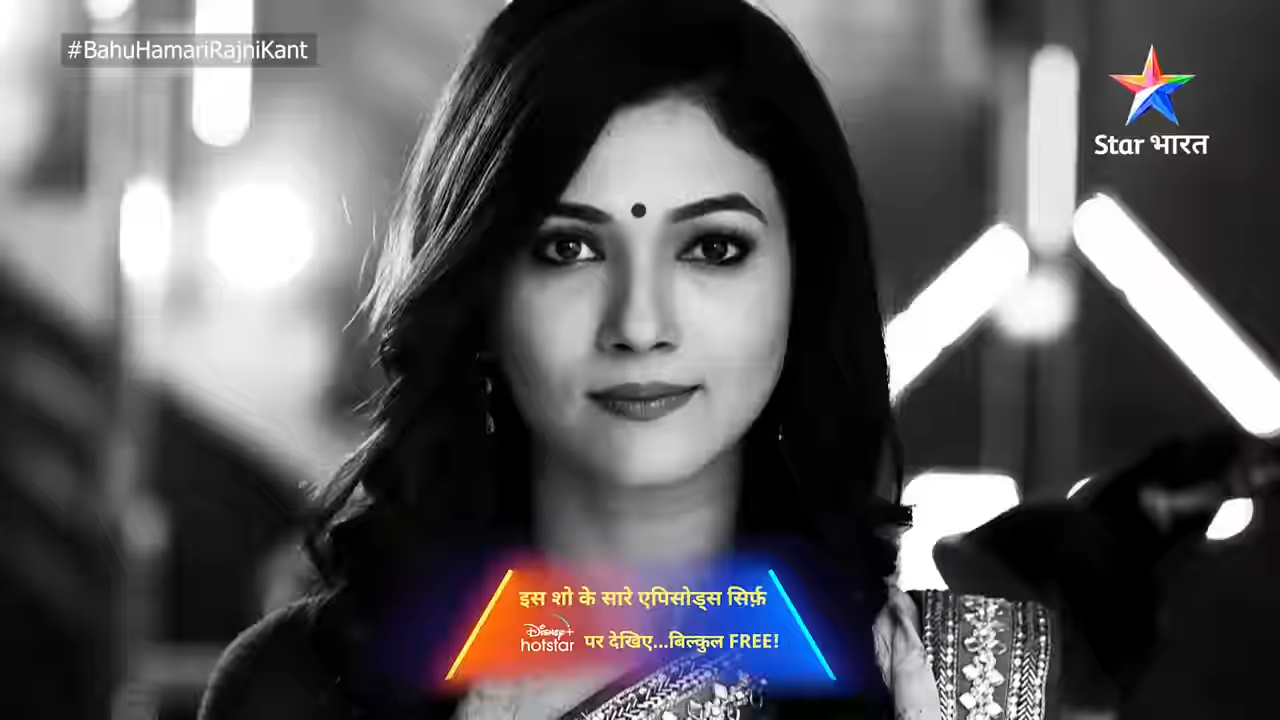 #BahuHamariRajniKant
Star भारत
इस शो के सारे एपिसोड्स सिर्फ़
Disney+ hotstar पर देखिए...बिल्कुल FREE!